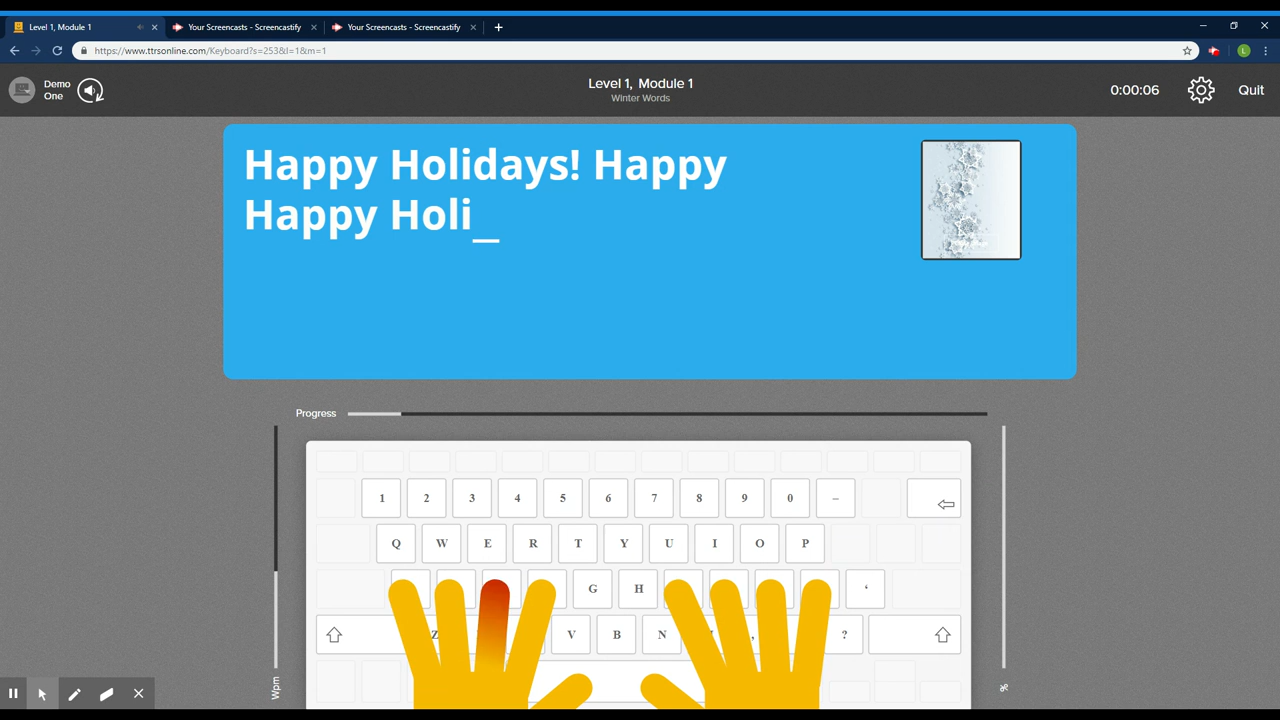 Level 1, Module 1
Your Screencasts - Screencastify
Your Screencasts - Screencastify
https://www.ttrsonline.com/Keyboard?s=253&l=1&m=1
L
Demo
One
Level 1, Module 1
Winter Words
0:00:06
Quit
Happy Holidays! Happy
Happy Holi_
Progress
1 2 3 4 5 6 7 8 9 0 –
Q W E R T Y U I O P
G H ‘
Z V B N , ?
Wpm
%